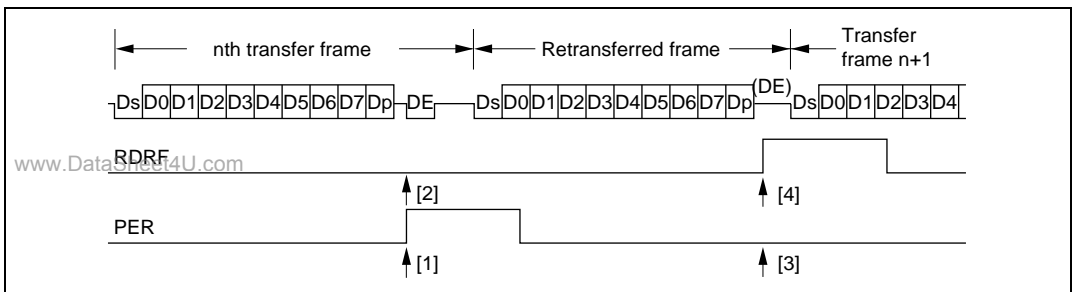 nth transfer frame
Retransferred frame
Transfer
frame n+1
Ds D0 D1 D2 D3 D4 D5 D6 D7 Dp DE Ds D0 D1 D2 D3 D4 D5 D6 D7 Dp (DE) Ds D0 D1 D2 D3 D4
RDRF
www.DataSheet4U.com
[2] [4]
PER
[1] [3]